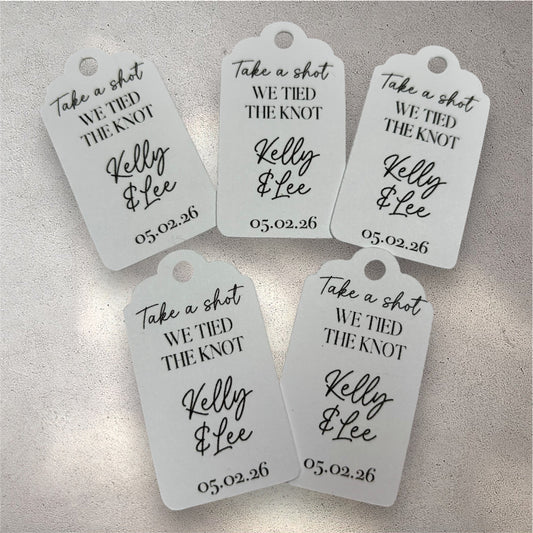 Take a shot
WE TIED
THE KNOT
Kelly
&Lee
05.02.26
Take a shot
WE TIED
THE KNOT
Kelly
&Lee
05.02.26
Take a shot
WE TIED
THE KNOT
Kelly
&Lee
05.02.26
Take a shot
WE TIED
THE KNOT
Kelly
&Lee
05.02.26
Take a shot
WE TIED
THE KNOT
Kelly
&Lee
05.02.26